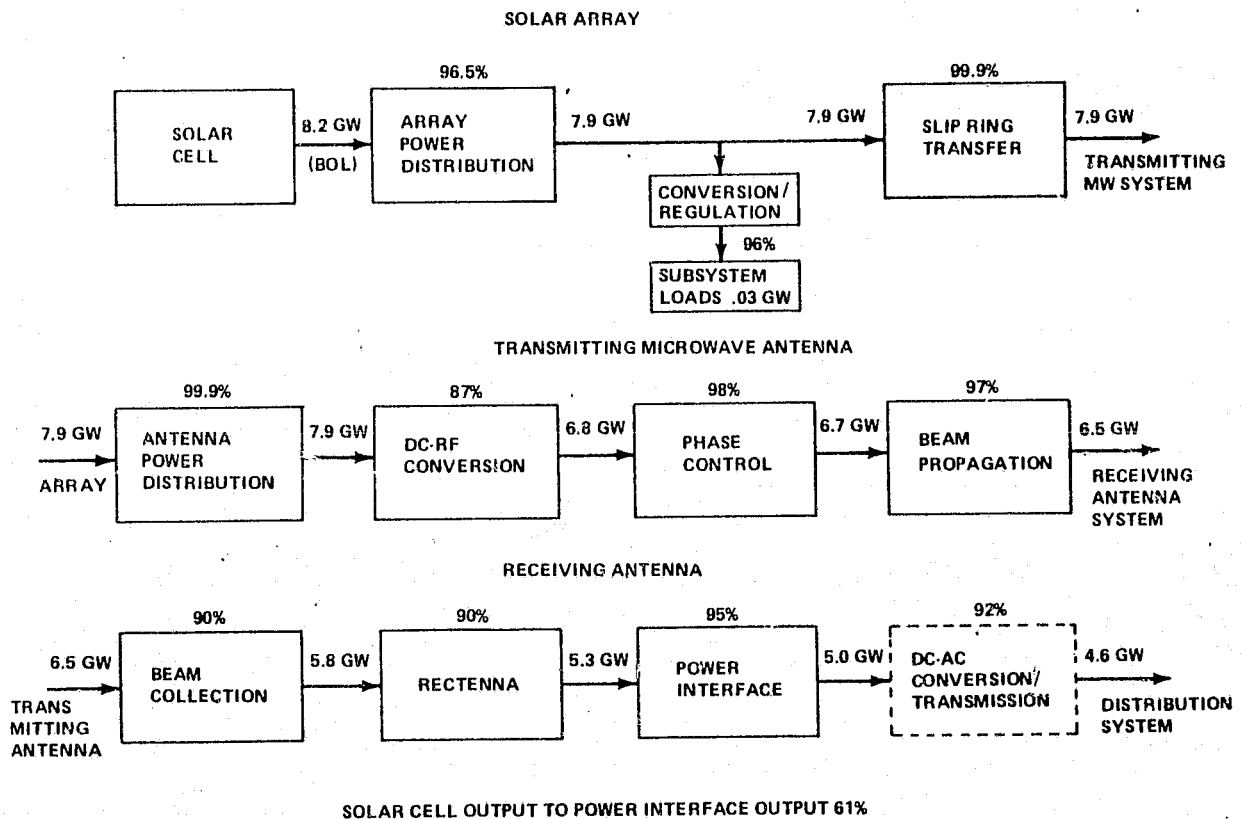 SOLAR ARRAY
96.5%
99.9%
SOLAR
CELL
8.2 GW
(BOL)
ARRAY
POWER
DISTRIBUTION
7.9 GW
7.9 GW
SLIP RING
TRANSFER
7.9 GW
TRANSMITTING
MW SYSTEM
CONVERSION/
REGULATION
96%
SUBSYSTEM
LOADS .03 GW
TRANSMITTING MICROWAVE ANTENNA
99.9%
87%
98%
97%
7.9 GW
ARRAY
ANTENNA
POWER
DISTRIBUTION
7.9 GW
DC-RF
CONVERSION
6.8 GW
PHASE
CONTROL
6.7 GW
BEAM
PROPAGATION
6.5 GW
RECEIVING
ANTENNA
SYSTEM
RECEIVING ANTENNA
90%
90%
95%
92%
6.5 GW
TRANS
MITTING
ANTENNA
BEAM
COLLECTION
5.8 GW
RECTENNA
5.3 GW
POWER
INTERFACE
5.0 GW
DC-AC
CONVERSION/
TRANSMISSION
4.6 GW
DISTRIBUTION
SYSTEM
SOLAR CELL OUTPUT TO POWER INTERFACE OUTPUT 61%